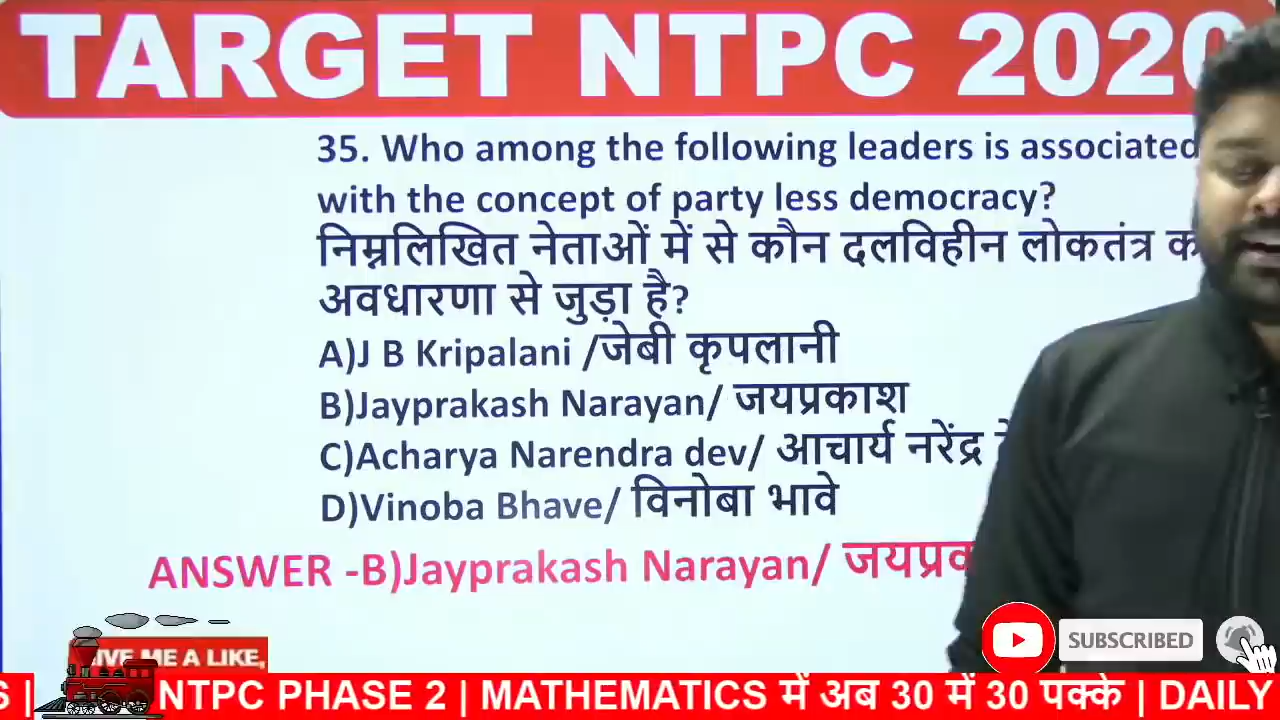 TARGET NTPC 2020
35. Who among the following leaders is associated
with the concept of party less democracy?
निम्नलिखित नेताओं में से कौन दलविहीन लोकतंत्र
अवधारणा से जुड़ा है?
A)J B Kripalani /जेबी कृपलानी
B)Jayprakash Narayan/ जयप्रकाश
C)Acharya Narendra dev/ आचार्य नरेंद्र
D)Vinoba Bhave/ विनोबा भावे
ANSWER -B)Jayprakash Narayan/
SUBSCRIBED
ME A LIKE,
| NTPC PHASE 2 | MATHEMATICS में अब 30 में 30 पक्के | DAILY